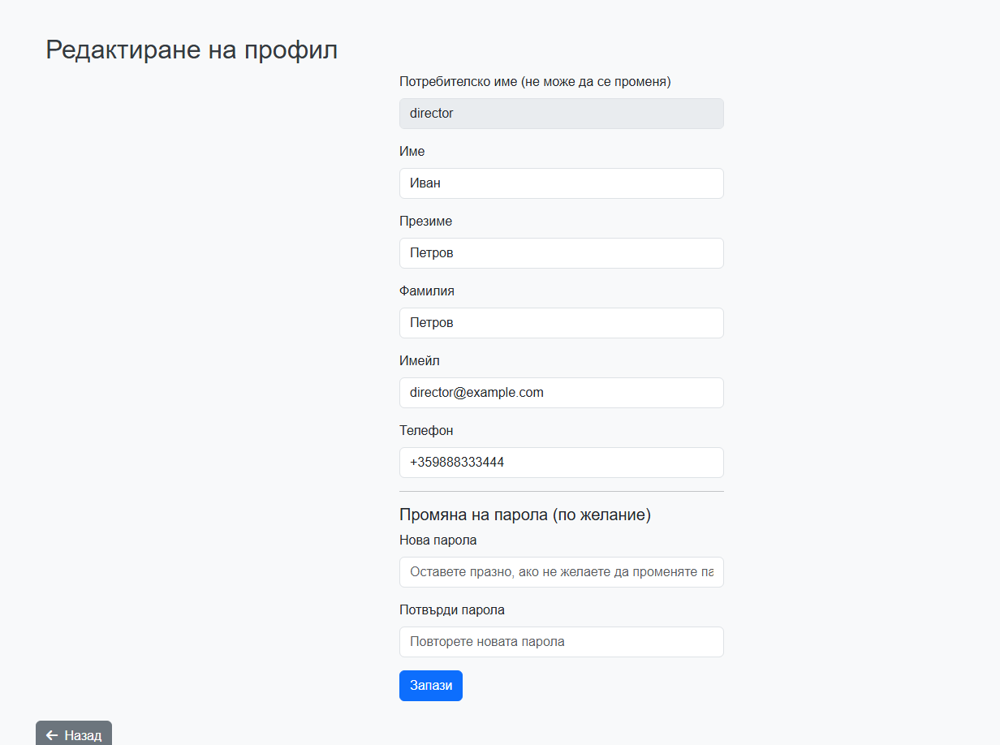 Редактиране на профил
Потребителско име (не може да се променя)
director
Име
Иван
Презиме
Петров
Фамилия
Петров
Имейл
director@example.com
Телефон
+359888333444
Промяна на парола (по желание)
Нова парола
Оставете празно, ако не желаете да променяте па
Потвърди парола
Повторете новата парола
Запази
Назад